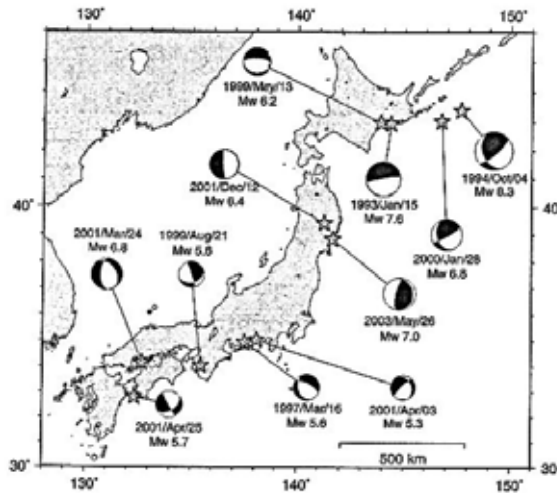 130˚
140˚
150˚
1999/May/13
Mw 6.2
2001/Dec/12
Mw 6.4
1993/Jan/15
Mw 7.6
1994/Oct/04
Mw 8.3
40˚
40˚
2001/Mar/24
Mw 6.8
1999/Aug/21
Mw 5.6
2000/Jan/28
Mw 6.8
2003/May/26
Mw 7.0
2001/Apr/25
Mw 5.7
1997/Mar/16
Mw 5.6
2001/Apr/03
Mw 5.3
500 km
30˚
30˚
130˚
140˚
150˚